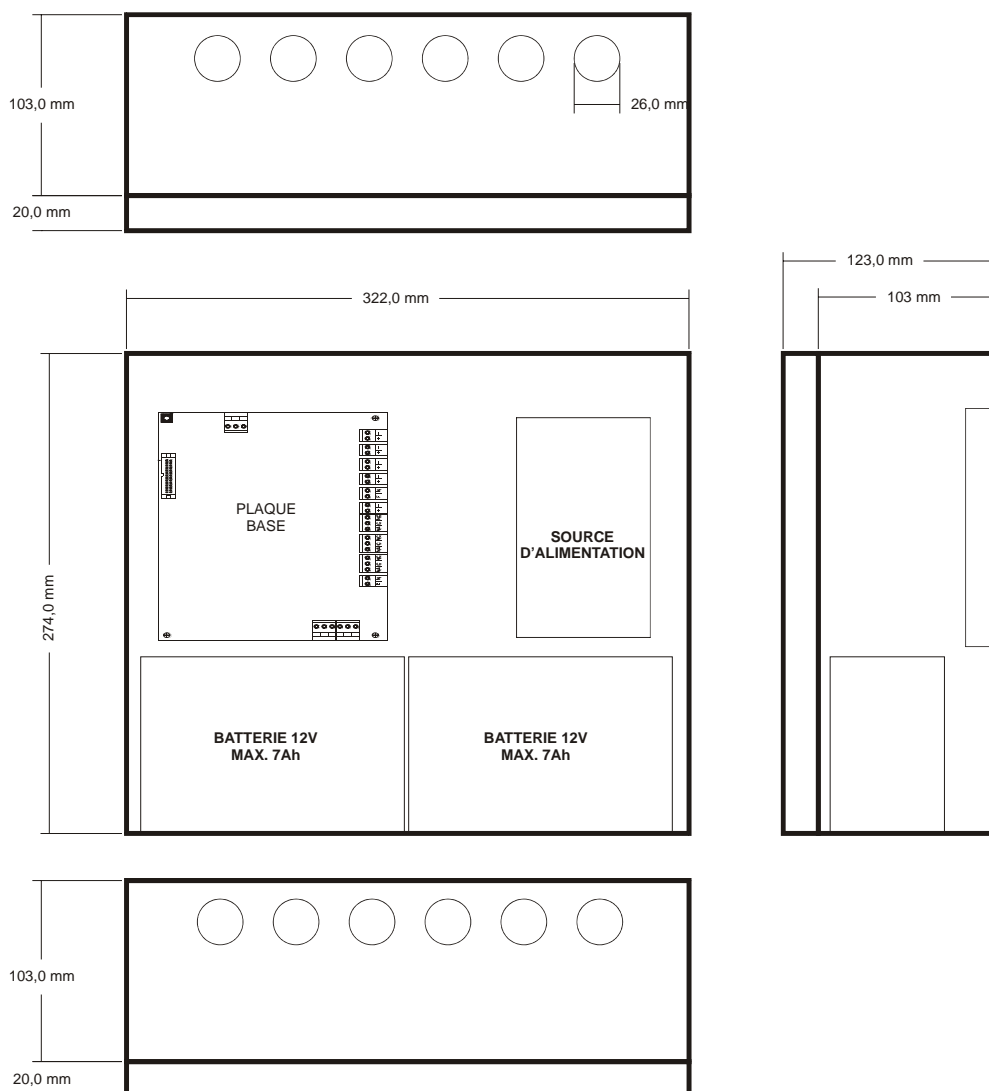 103,0 mm
26,0 mm
20,0 mm
123,0 mm
322,0 mm
103 mm
274,0 mm
PLAQUE
BASE
SOURCE
D'ALIMENTATION
BATTERIE 12V
MAX. 7Ah
BATTERIE 12V
MAX. 7Ah
103,0 mm
20,0 mm